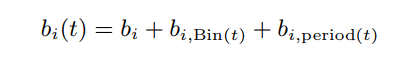 b_i(t) = b_i + b_{i,Bin(t)} + b_{i,period(t)}